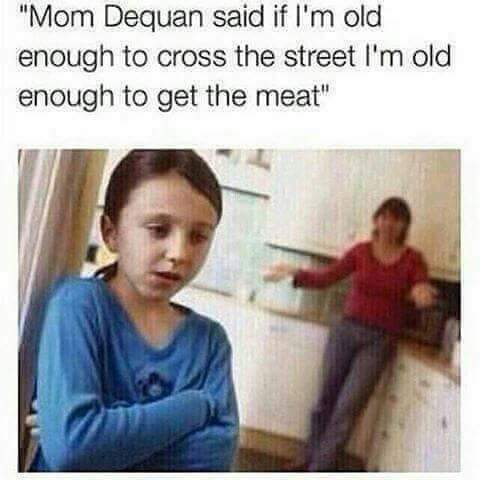 "Mom Dequan said if I'm old
enough to cross the street I'm old
enough to get the meat"